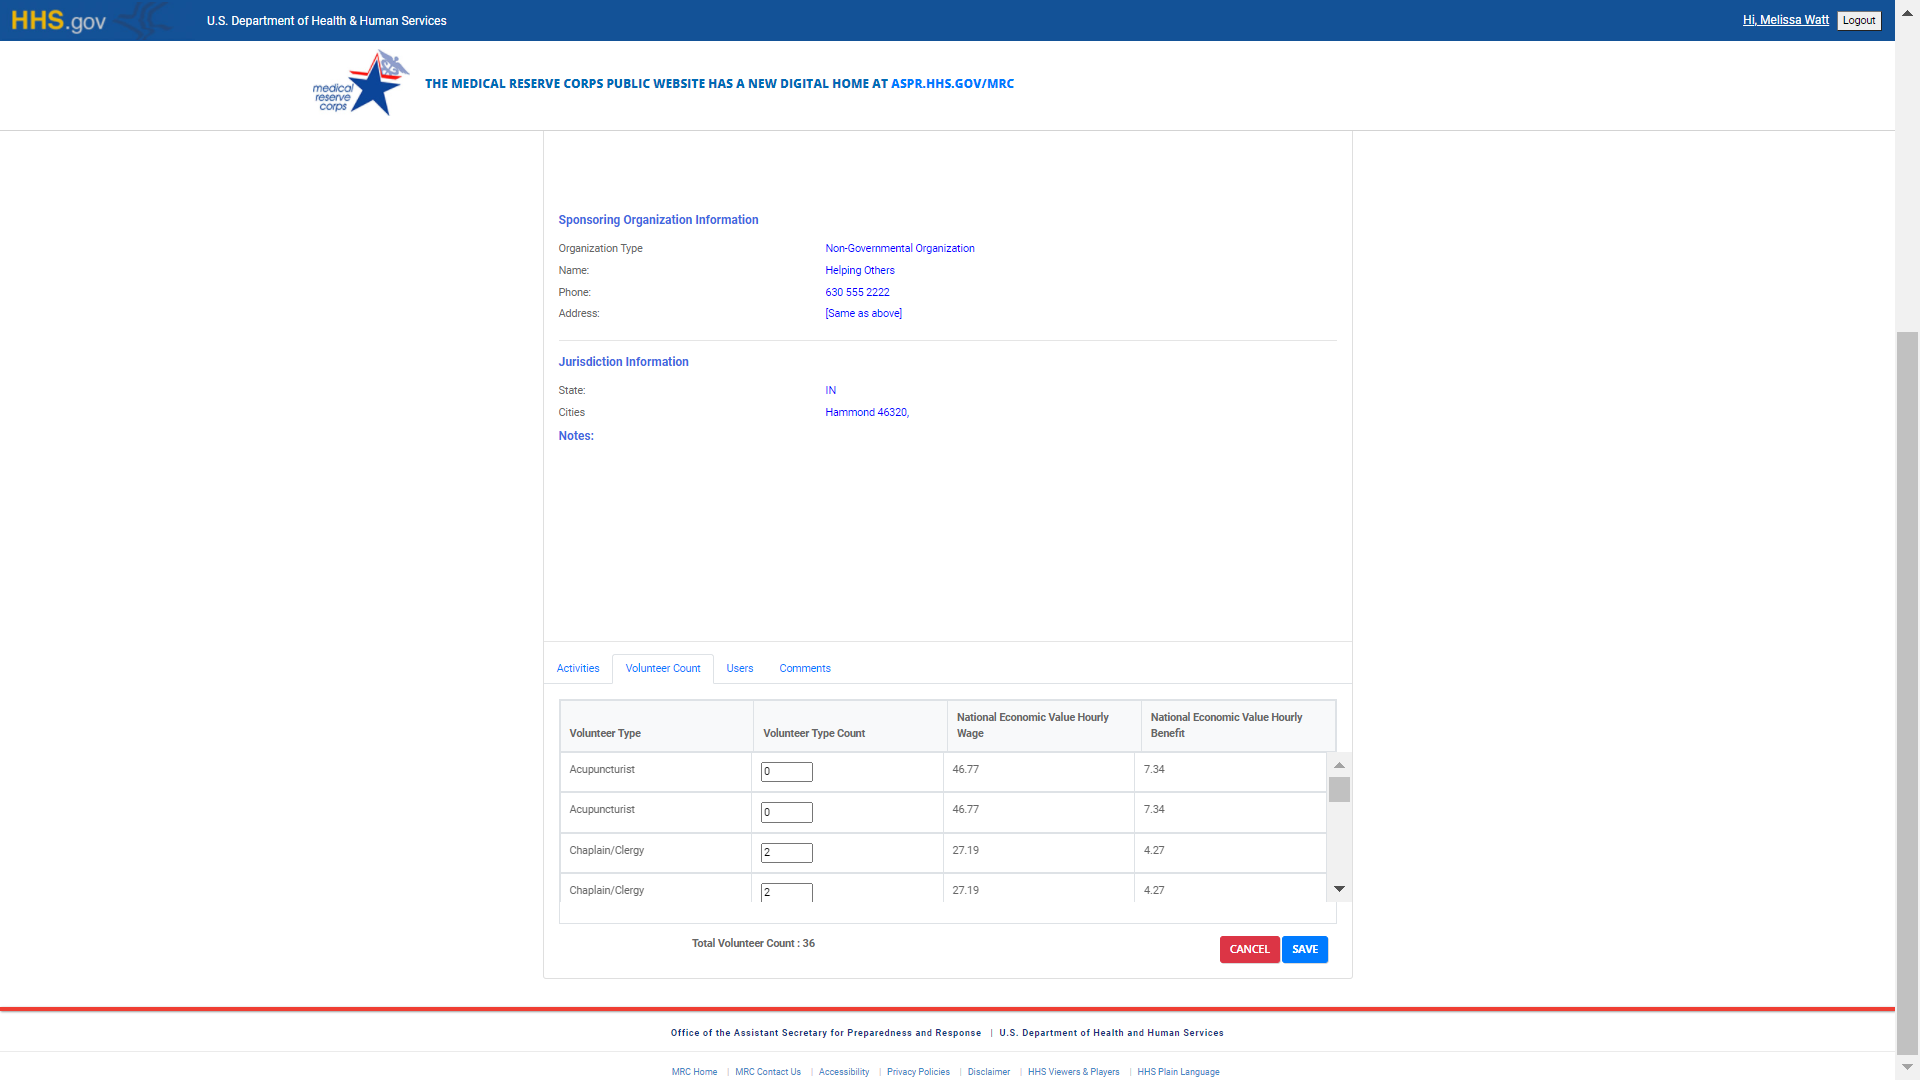 HHS.gov
U.S. Department of Health & Human Services
Hi, Melissa Watt
Logout
medical
reserve
corps
THE MEDICAL RESERVE CORPS PUBLIC WEBSITE HAS A NEW DIGITAL HOME AT ASPR.HHS.GOV/MRC
Sponsoring Organization Information
Organization Type Non-Governmental Organization
Name: Helping Others
Phone: 630 555 2222
Address: [Same as above]
Jurisdiction Information
State: IN
Cities Hammond 46320,
Notes:
Activities Volunteer Count Users Comments
Volunteer Type Volunteer Type Count National Economic Value Hourly Wage National Economic Value Hourly Benefit
Acupuncturist 0 46.77 7.34
Acupuncturist 0 46.77 7.34
Chaplain/Clergy 2 27.19 4.27
Chaplain/Clergy 2 27.19 4.27
Total Volunteer Count : 36
CANCEL SAVE
Office of the Assistant Secretary for Preparedness and Response | U.S. Department of Health and Human Services
MRC Home | MRC Contact Us | Accessibility | Privacy Policies | Disclaimer | HHS Viewers & Players | HHS Plain Language